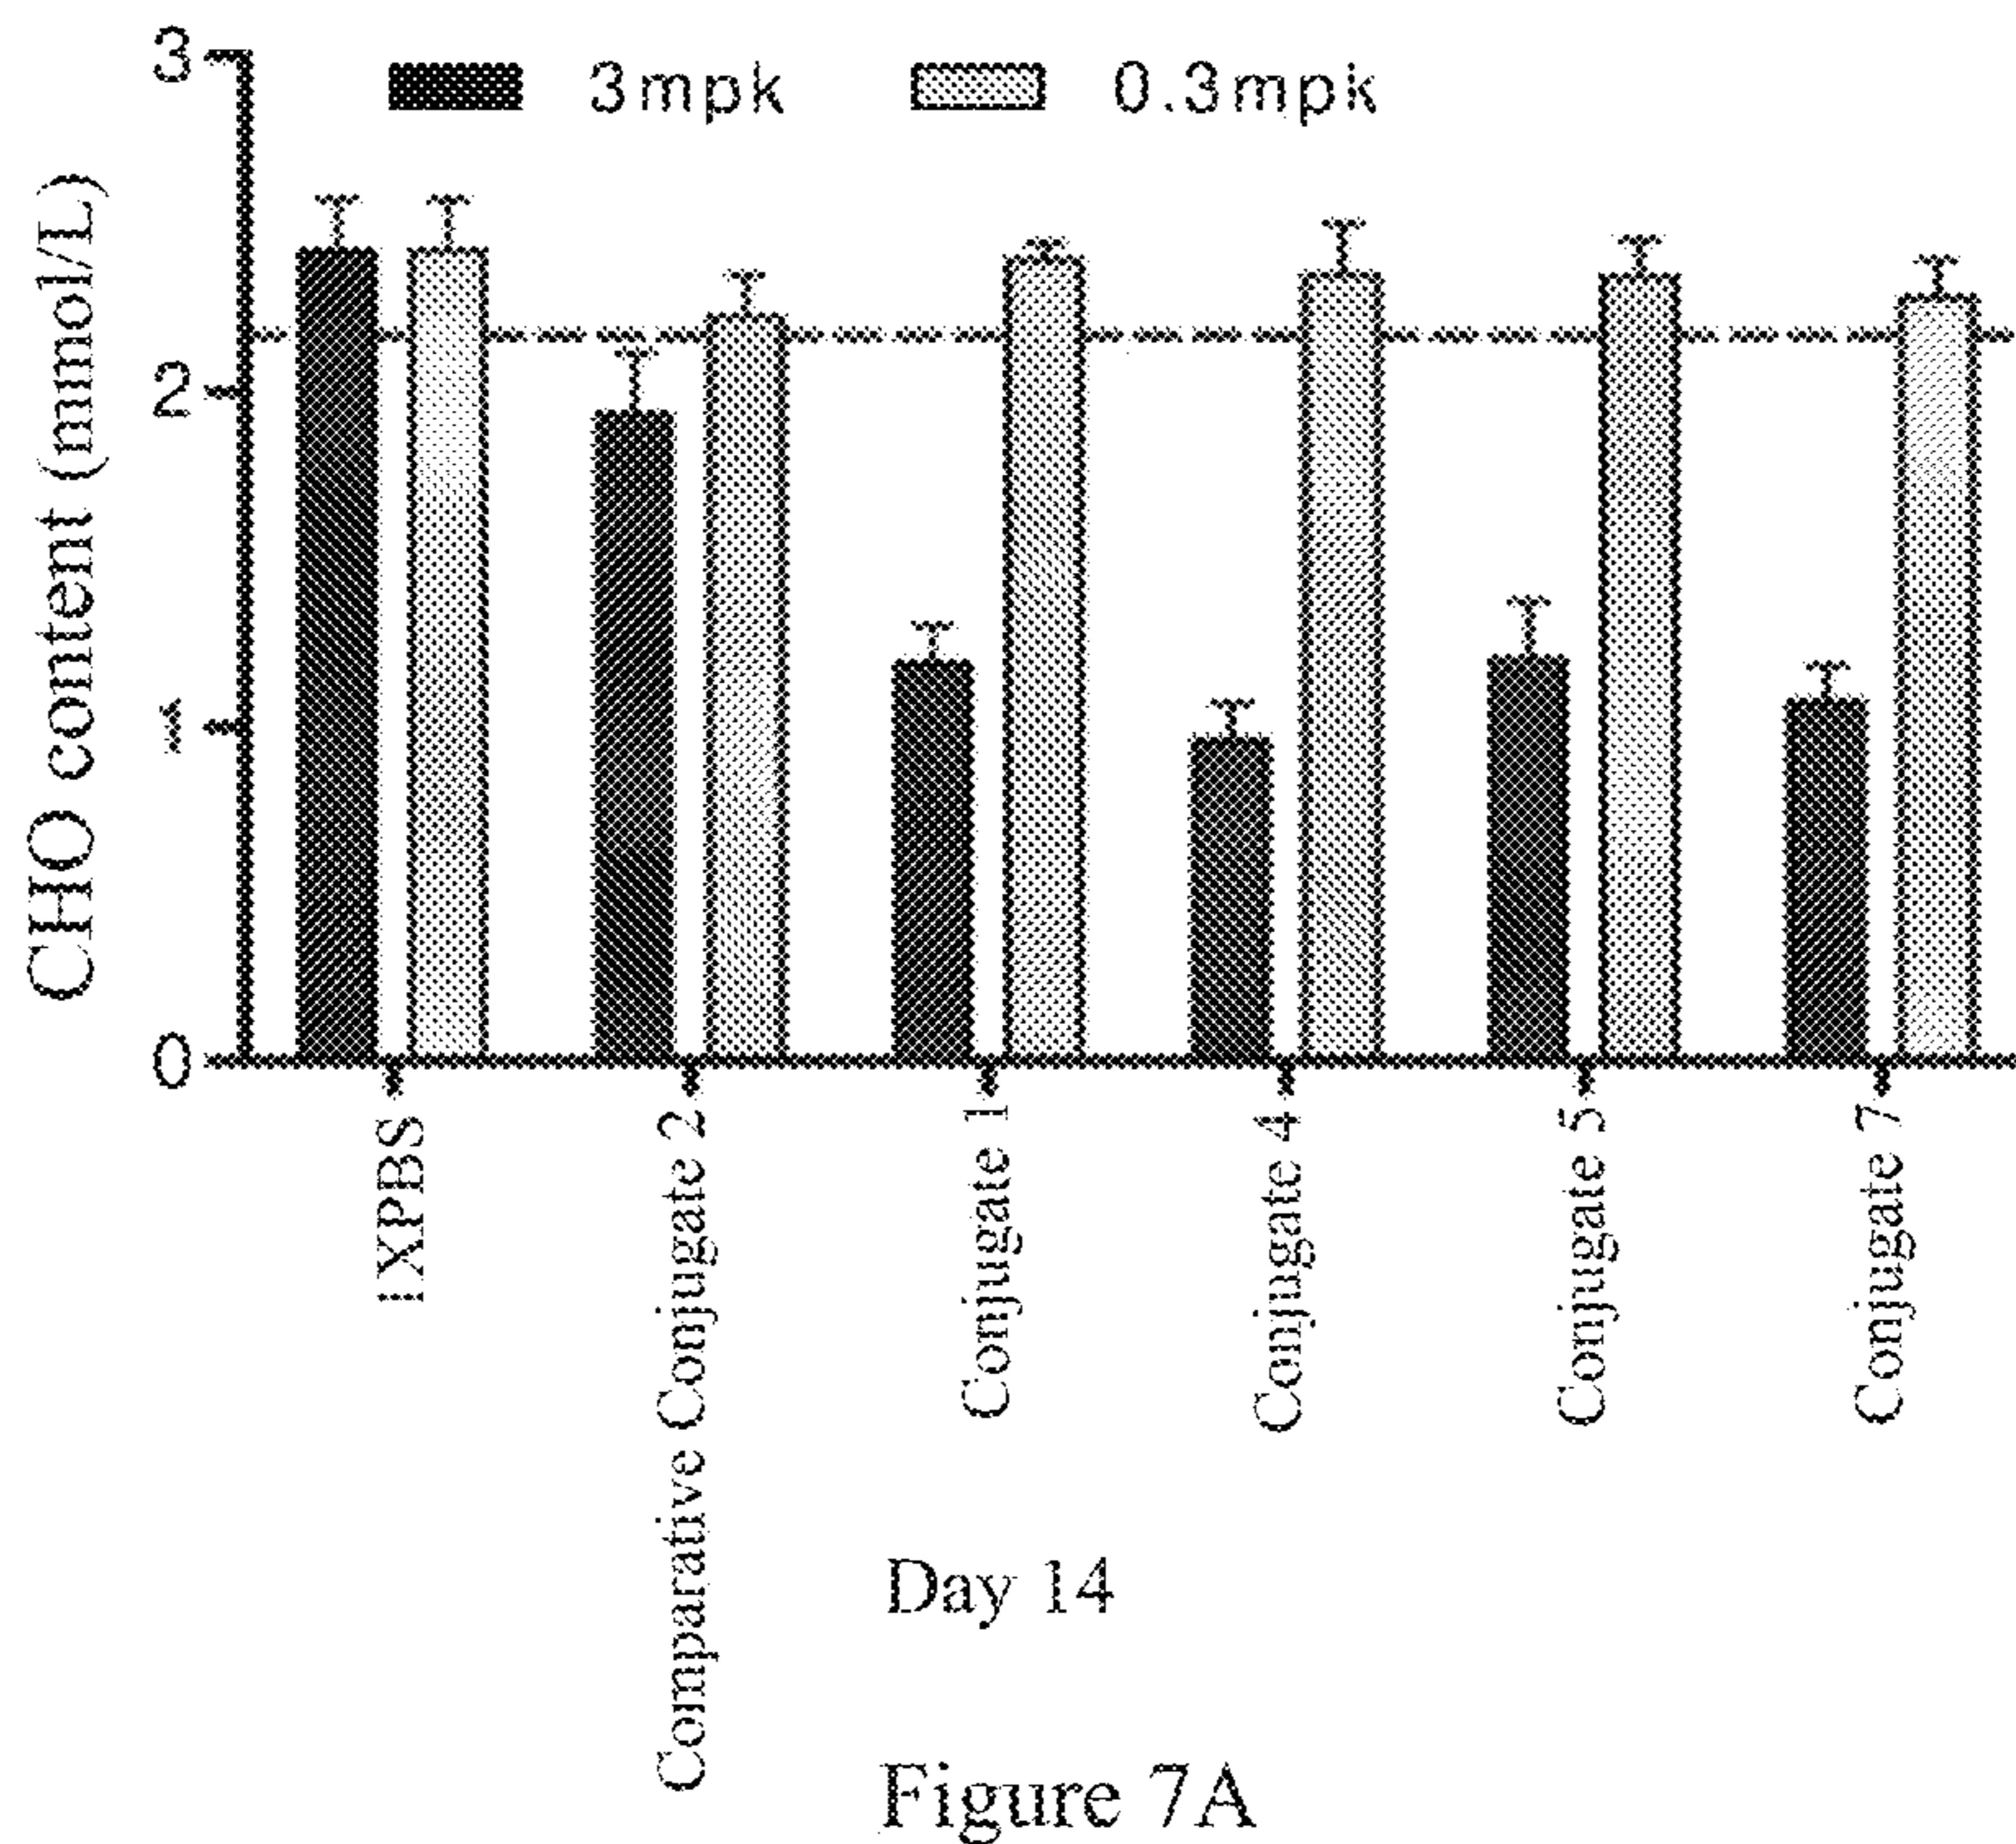 3mpk 0.3mpk
CHO content (mmol/L)
3
2
1
0
1XPBS
Comparative Conjugate 2
Conjugate 1
Conjugate 4
Conjugate 5
Conjugate 7
Day 14
Figure 7A